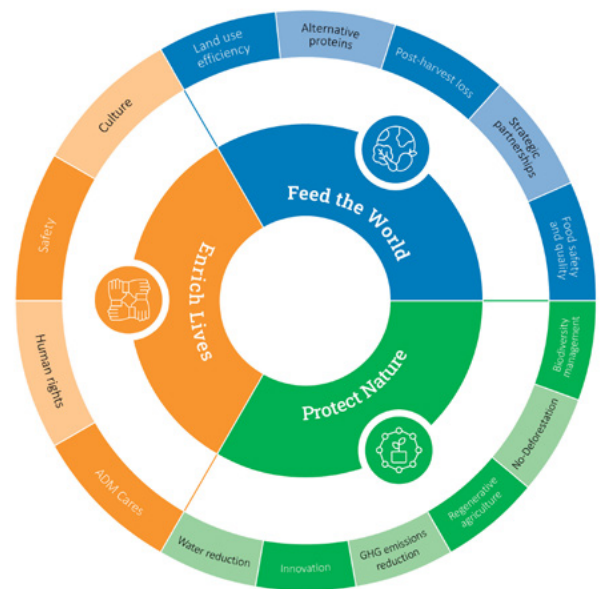 Land use
efficiency
Alternative
proteins
Post-harvest loss
Strategic
partnerships
Food safety
and quality
Biodiversity
management
No-Deforestation
Regenerative
agriculture
GHG emissions
reduction
Innovation
Water reduction
ADM Cares
Human rights
Safety
Culture
Feed the World
Protect Nature
Enrich Lives